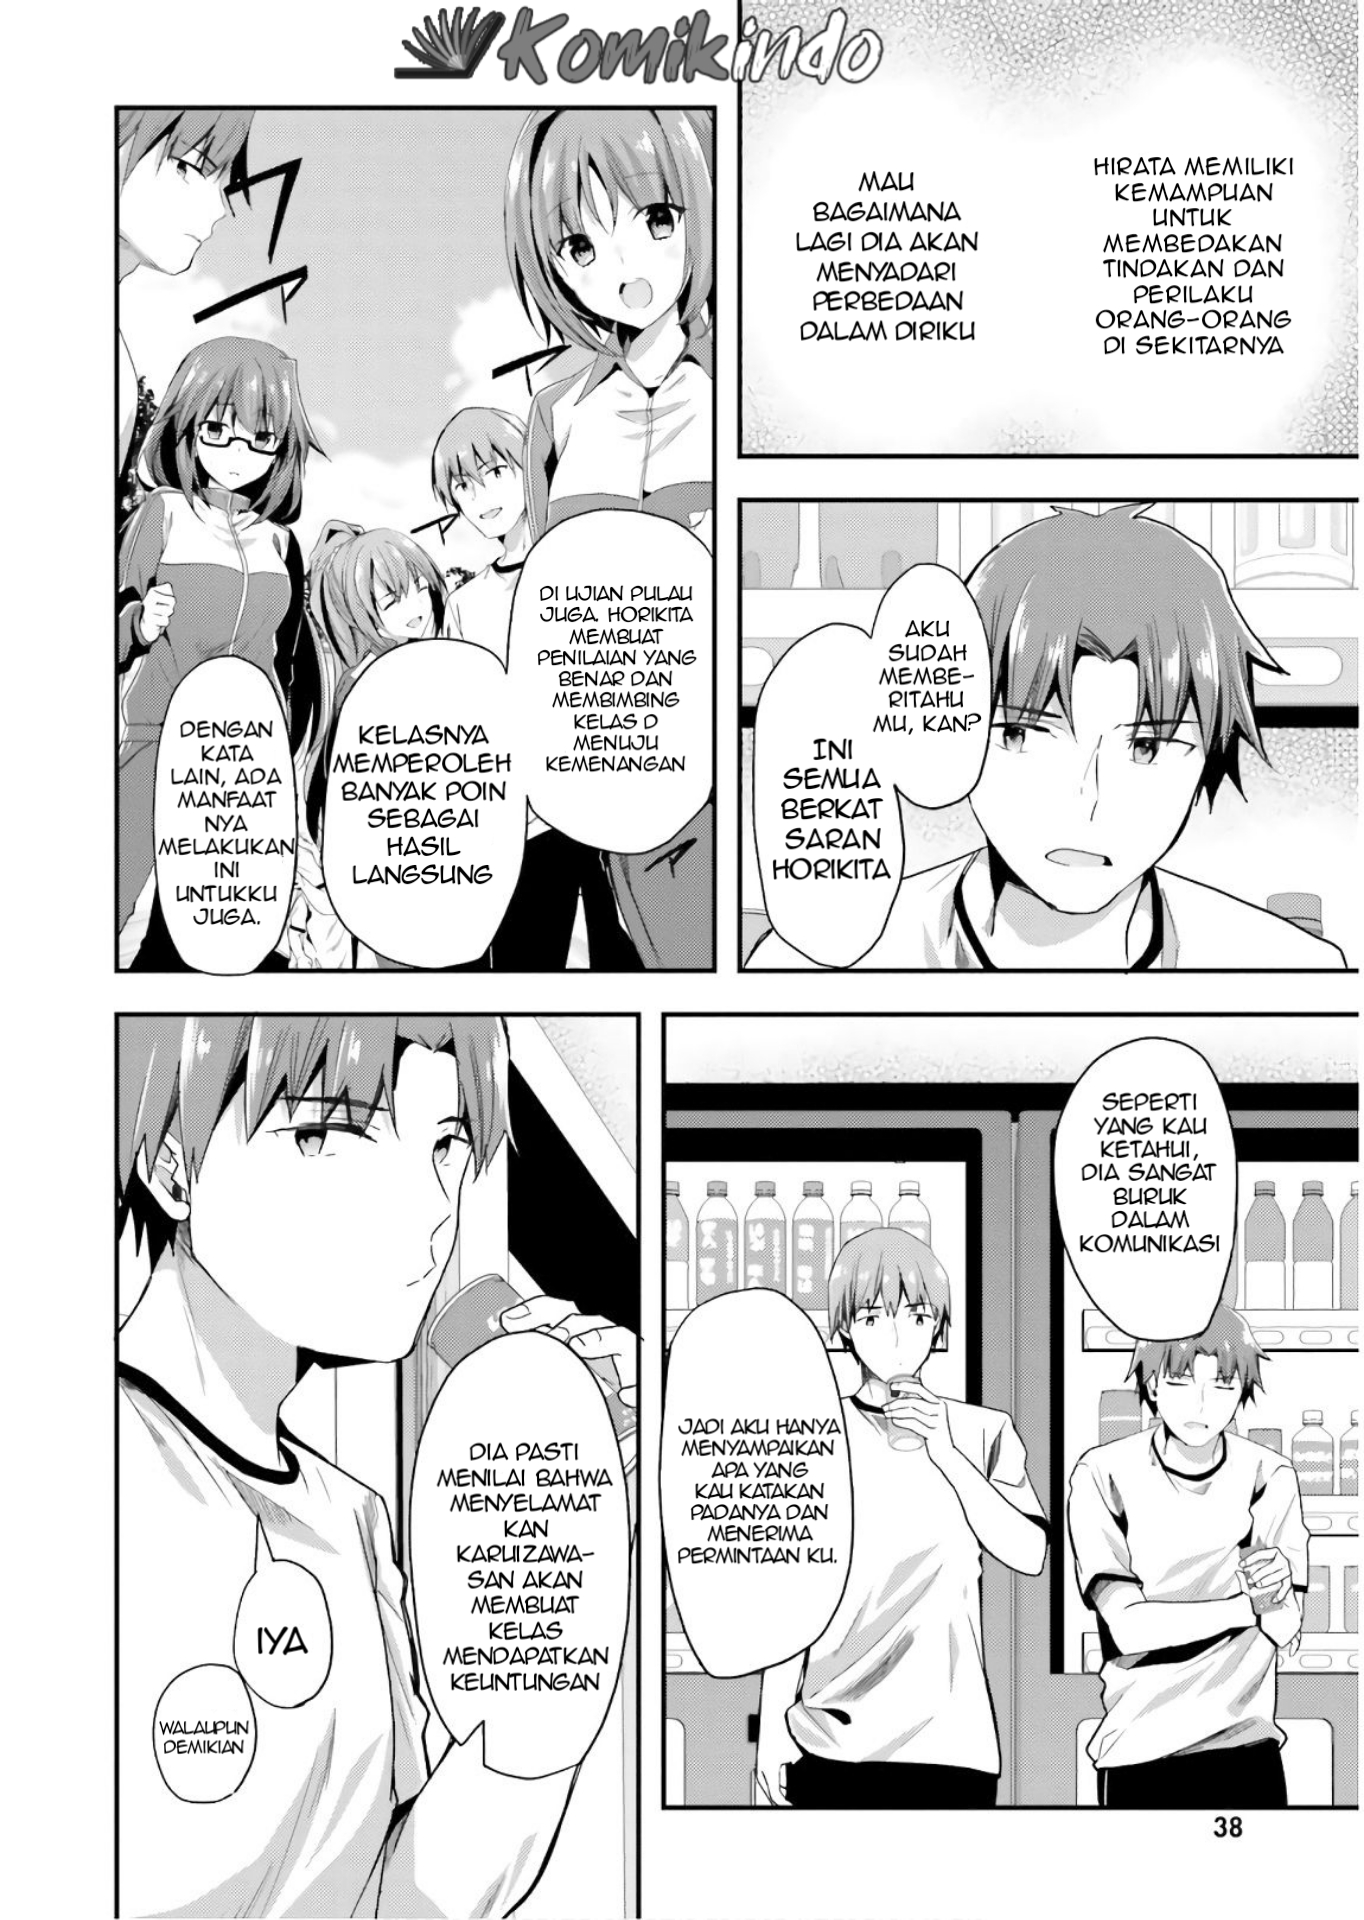 Komikindo
HIRATA MEMILIKI
KEMAMPUAN
UNTUK
MEMBEDAKAN
TINDAKAN DAN
PERILAKU
ORANG-ORANG
DI SEKITARNYA
MAU
BAGAIMANA
LAGI DIA AKAN
MENYADARI
PERBEDAAN
DALAM DIRIKU
AKU
SUDAH
MEMBE-
RITAHU
MU, KAN?
INI
SEMUA
BERKAT
SARAN
HORIKITA
DI UJIAN PULAU
JUGA. HORIKITA
MEMBUAT
PENILAIAN YANG
BENAR DAN
MEMBIMBING
KELAS D
MENUJU
KEMENANGAN
KELASNYA
MEMPEROLEH
BANYAK POIN
SEBAGAI
HASIL
LANGSUNG
DENGAN
KATA
LAIN, ADA
MANFAAT
NYA
MELAKUKAN
INI
UNTUKKU
JUGA.
SEPERTI
YANG KAU
KETAHUI,
DIA SANGAT
BURUK
DALAM
KOMUNIKASI
JADI AKU HANYA
MENYAMPAIKAN
APA YANG
KAU KATAKAN
PADANYA DAN
MENERIMA
PERMINTAAN KU.
DIA PASTI
MENILAI BAHWA
MENYELAMAT
KAN
KARUIZAWA-
SAN AKAN
MEMBUAT
KELAS
MENDAPATKAN
KEUNTUNGAN
IYA
WALAUPUN
DEMIKIAN
38